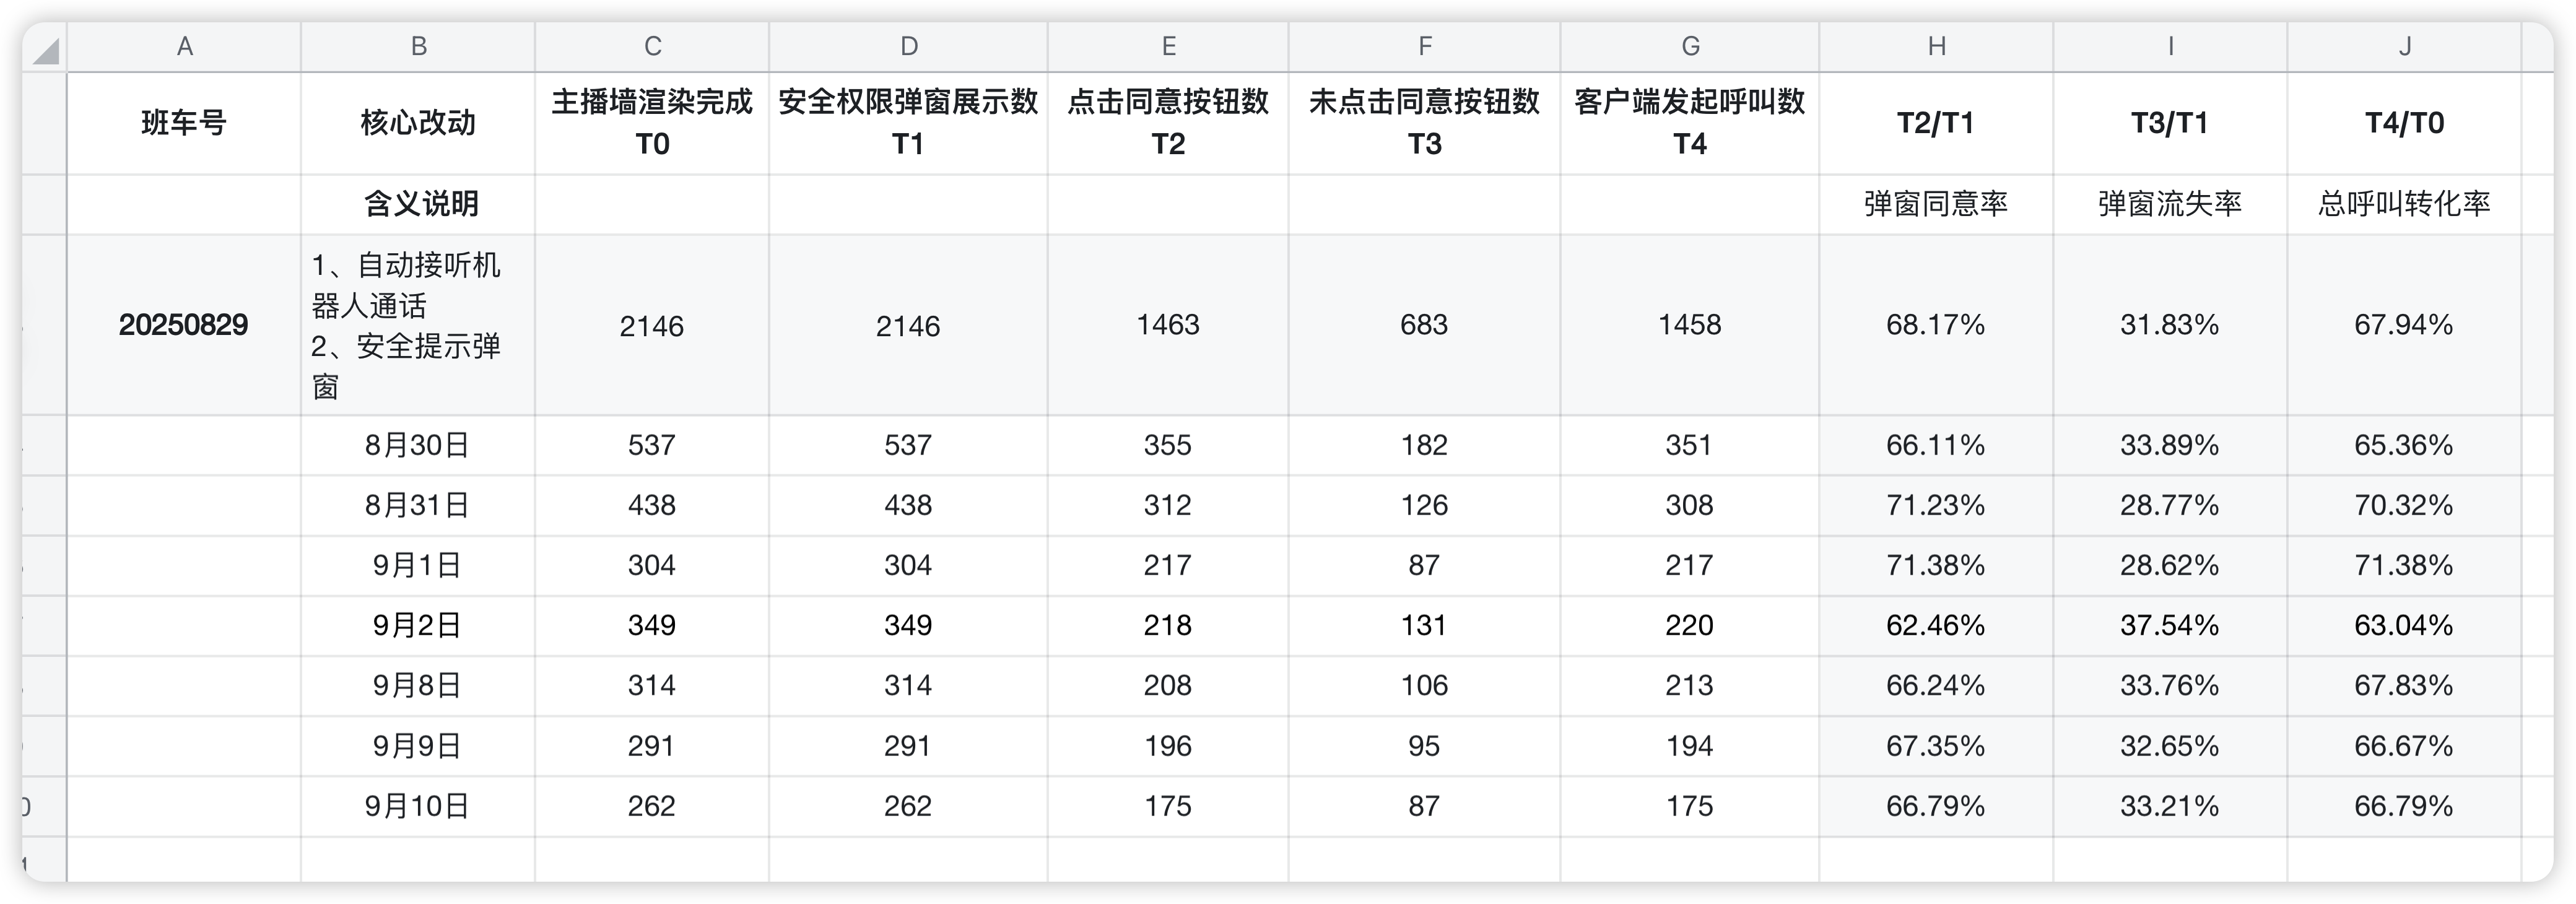 A B C D E F G H I J
班车号 核心改动 主播墙渲染完成 T0 安全权限弹窗展示数 T1 点击同意按钮数 T2 未点击同意按钮数 T3 客户端发起呼叫数 T4 T2/T1 T3/T1 T4/T0
含义说明 弹窗同意率 弹窗流失率 总呼叫转化率
20250829 1、自动接听机器人通话 2、安全提示弹窗 2146 2146 1463 683 1458 68.17% 31.83% 67.94%
8月30日 537 537 355 182 351 66.11% 33.89% 65.36%
8月31日 438 438 312 126 308 71.23% 28.77% 70.32%
9月1日 304 304 217 87 217 71.38% 28.62% 71.38%
9月2日 349 349 218 131 220 62.46% 37.54% 63.04%
9月8日 314 314 208 106 213 66.24% 33.76% 67.83%
9月9日 291 291 196 95 194 67.35% 32.65% 66.67%
9月10日 262 262 175 87 175 66.79% 33.21% 66.79%